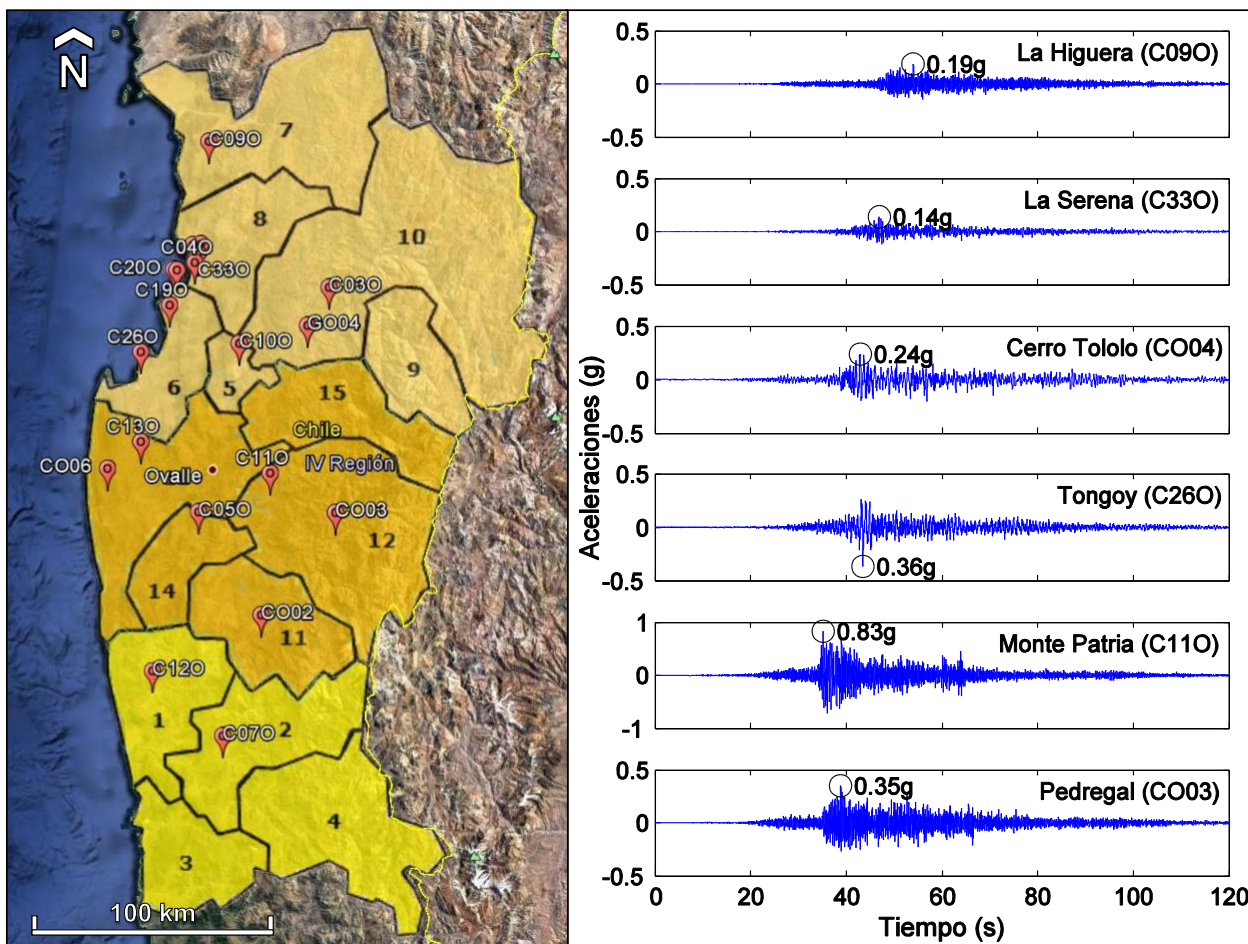 N
7
C09O
8
10
C04O
C20O
C33O
C03O
C19O
GO04
C26O
C10O
9
6
5
15
Chile
C13O
C11O
IV Región
CO06
Ovalle
C05O
CO03
12
14
CO02
11
C12O
1
C07O
2
4
3
100 km
Aceleraciones (g)
0.5
0
-0.5
La Higuera (C09O)
0.19g
0.5
0
-0.5
La Serena (C33O)
0.14g
0.5
0
-0.5
Cerro Tololo (CO04)
0.24g
0.5
0
-0.5
Tongoy (C26O)
0.36g
1
0
-1
Monte Patria (C11O)
0.83g
0.5
0
-0.5
Pedregal (CO03)
0.35g
0 20 40 60 80 100 120
Tiempo (s)